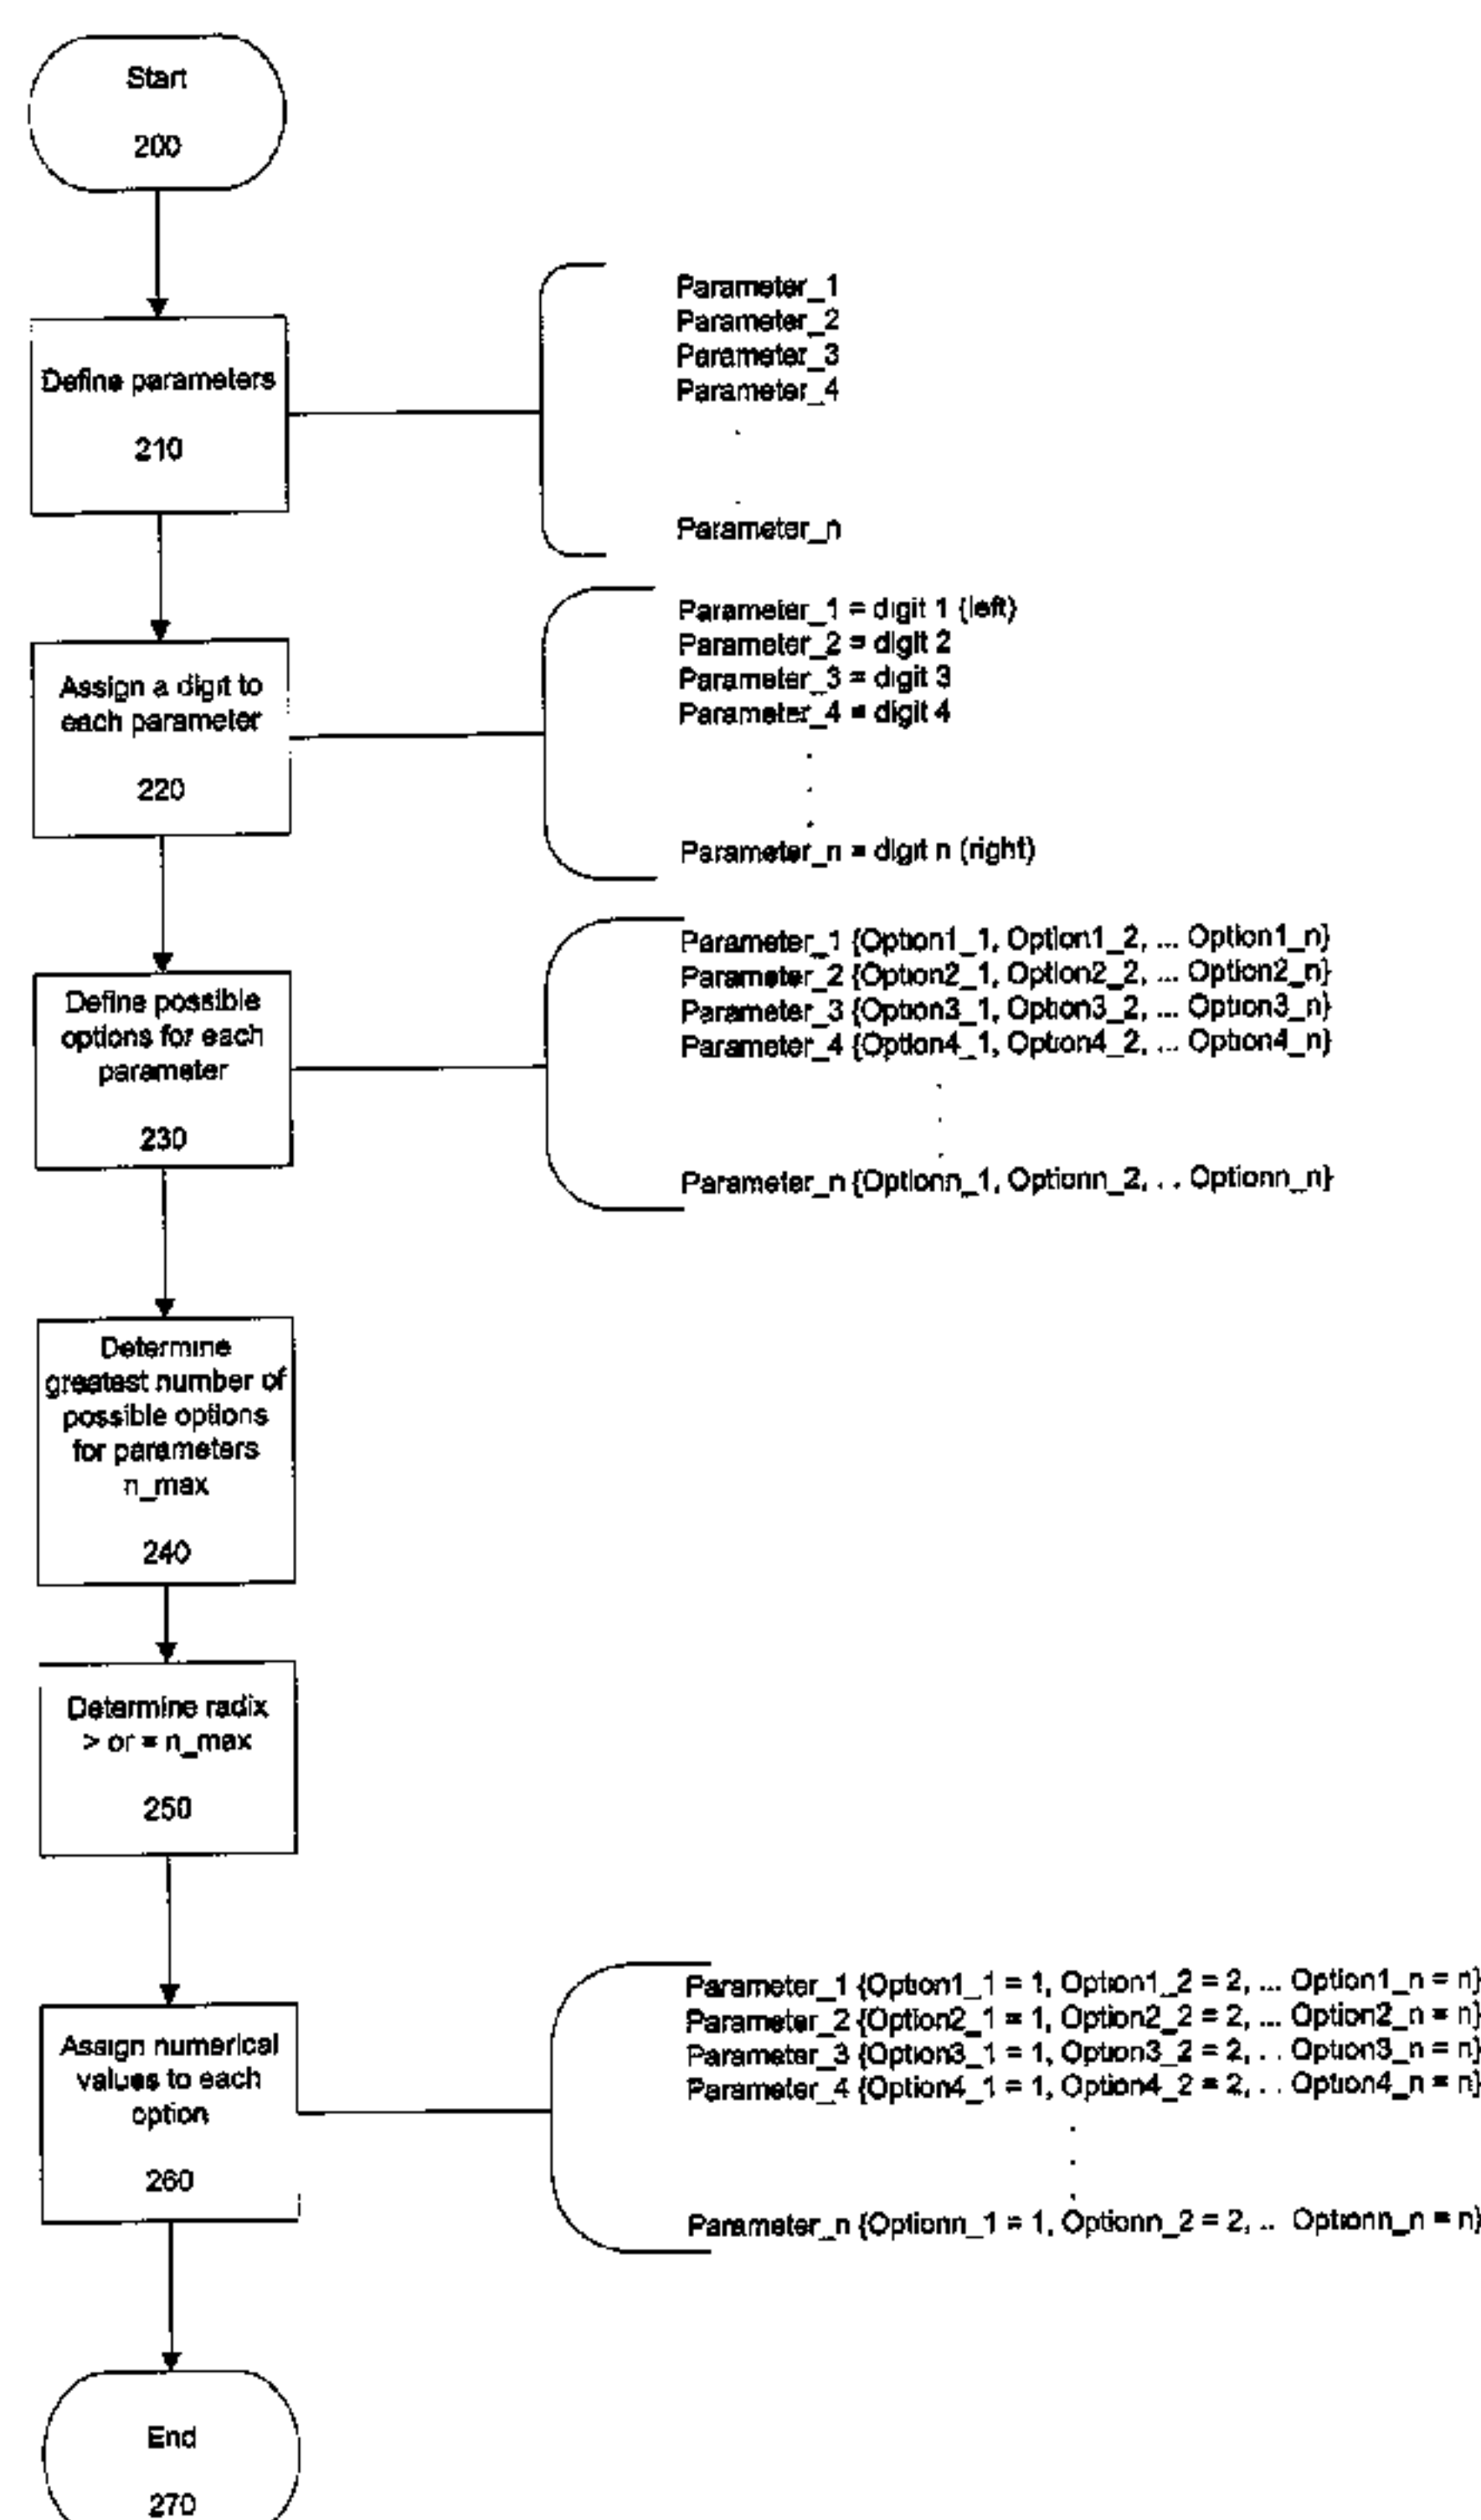 Start
200
Define parameters
210
Parameter_1
Parameter_2
Parameter_3
Parameter_4
.
.
Parameter_n
Assign a digit to
each parameter
220
Parameter_1 = digit 1 (left)
Parameter_2 = digit 2
Parameter_3 = digit 3
Parameter_4 = digit 4
.
.
.
Parameter_n = digit n (right)
Define possible
options for each
parameter
230
Parameter_1 {Option1_1, Option1_2, ... Option1_n}
Parameter_2 {Option2_1, Option2_2, ... Option2_n}
Parameter_3 {Option3_1, Option3_2, ... Option3_n}
Parameter_4 {Option4_1, Option4_2, ... Option4_n}
.
.
.
Parameter_n {Optionn_1, Optionn_2, ... Optionn_n}
Determine
greatest number of
possible options
for parameters
n_max
240
Determine radix
> or = n_max
250
Assign numerical
values to each
option
260
Parameter_1 {Option1_1 = 1, Option1_2 = 2, ... Option1_n = n}
Parameter_2 {Option2_1 = 1, Option2_2 = 2, ... Option2_n = n}
Parameter_3 {Option3_1 = 1, Option3_2 = 2, ... Option3_n = n}
Parameter_4 {Option4_1 = 1, Option4_2 = 2, ... Option4_n = n}
.
.
.
Parameter_n {Optionn_1 = 1, Optionn_2 = 2, ... Optionn_n = n}
End
270